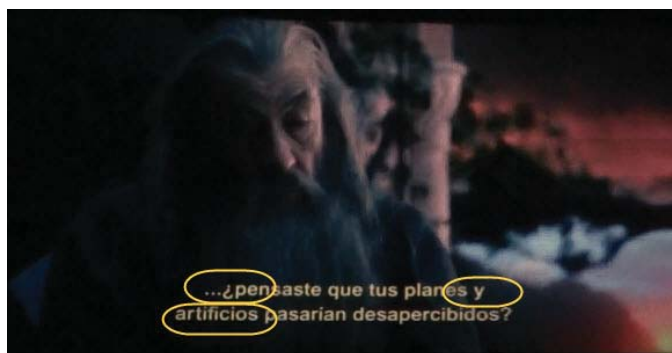 ...¿pensaste que tus planes y
artificios pasarían desapercibidos?